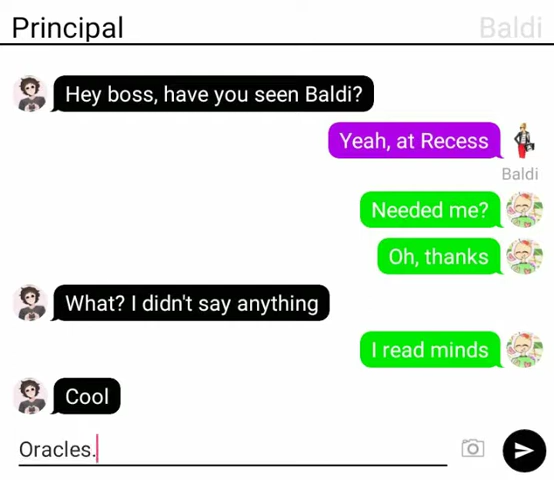 Principal
Baldi
Hey boss, have you seen Baldi?
Yeah, at Recess
Baldi
Needed me?
Oh, thanks
What? I didn't say anything
I read minds
Cool
Oracles.